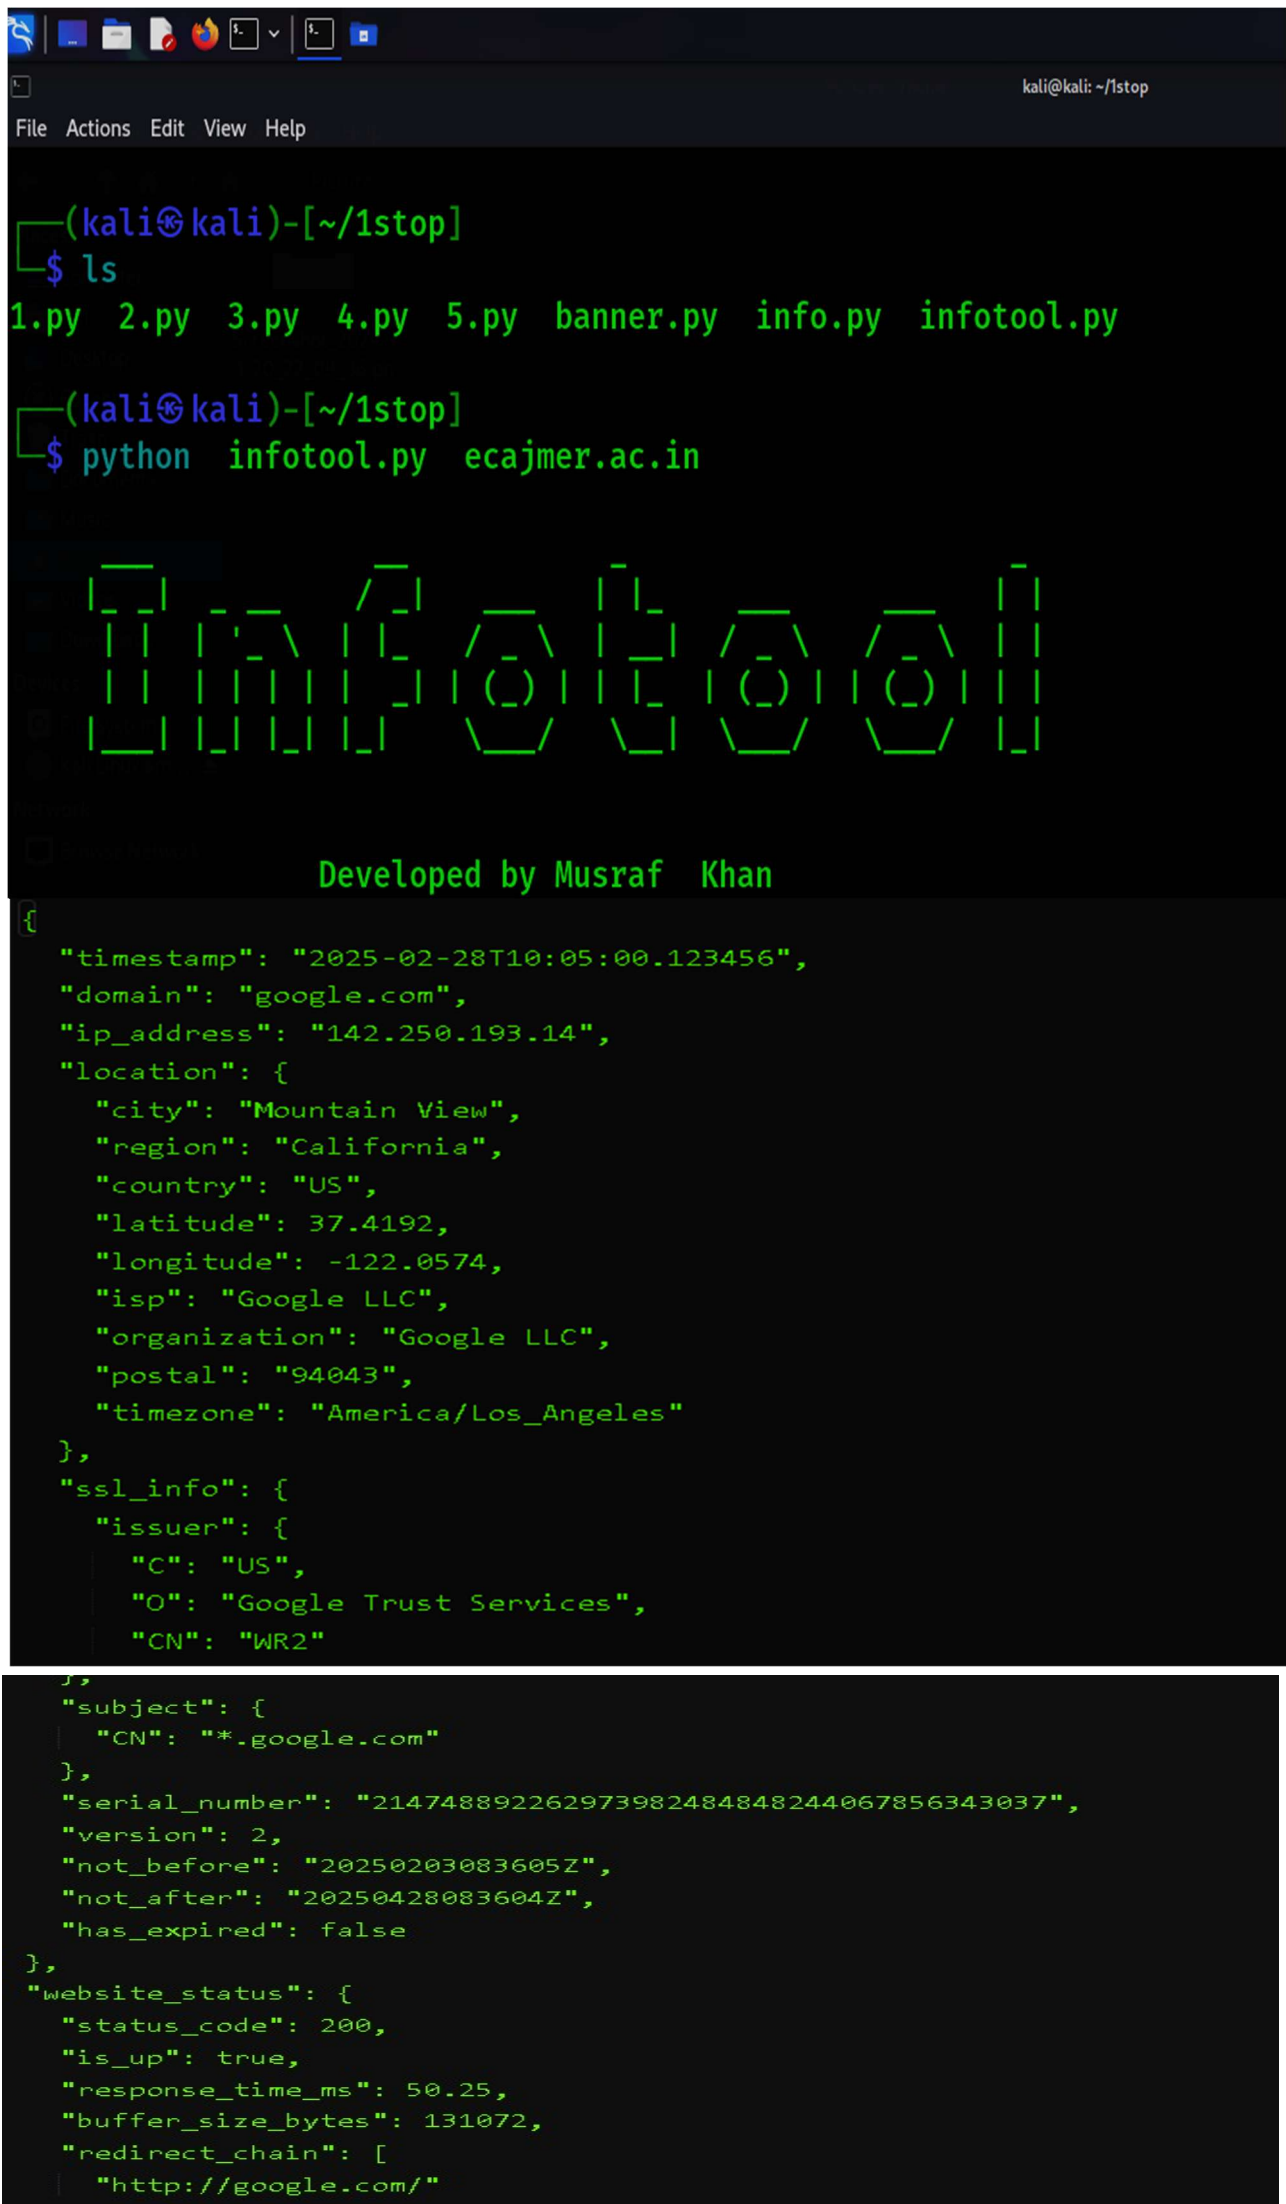 kali@kali: ~/1stop
File Actions Edit View Help
(kali㉿kali)-[~/1stop]
$ ls
1.py 2.py 3.py 4.py 5.py banner.py info.py infotool.py
(kali㉿kali)-[~/1stop]
$ python infotool.py ecajmer.ac.in
Infotool
Developed by Musraf Khan
{
"timestamp": "2025-02-28T10:05:00.123456",
"domain": "google.com",
"ip_address": "142.250.193.14",
"location": {
"city": "Mountain View",
"region": "California",
"country": "US",
"latitude": 37.4192,
"longitude": -122.0574,
"isp": "Google LLC",
"organization": "Google LLC",
"postal": "94043",
"timezone": "America/Los_Angeles"
},
"ssl_info": {
"issuer": {
"C": "US",
"O": "Google Trust Services",
"CN": "WR2"
},
"subject": {
"CN": "*.google.com"
},
"serial_number": "214748892262973982484848244067856343037",
"version": 2,
"not_before": "20250203083605Z",
"not_after": "20250428083604Z",
"has_expired": false
},
"website_status": {
"status_code": 200,
"is_up": true,
"response_time_ms": 50.25,
"buffer_size_bytes": 131072,
"redirect_chain": [
"http://google.com/"